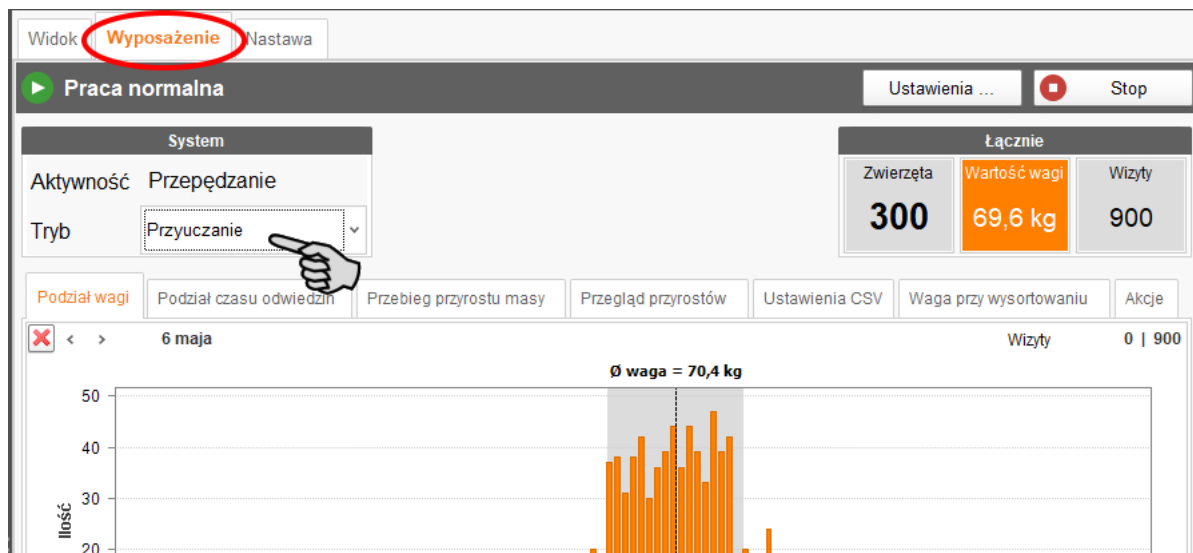 Widok Wyposażenie Nastawa
Praca normalna Ustawienia ... Stop
System Łącznie
Aktywność Przepędzanie Zwierzęta Wartość wagi Wizyty
Tryb Przyuczanie 300 69,6 kg 900
Podział wagi Podział czasu odwiedzin Przebieg przyrostu masy Przegląd przyrostów Ustawienia CSV Waga przy wysortowaniu Akcje
< > 6 maja Wizyty 0 | 900
Ø waga = 70,4 kg
50
40
30
20
Ilość